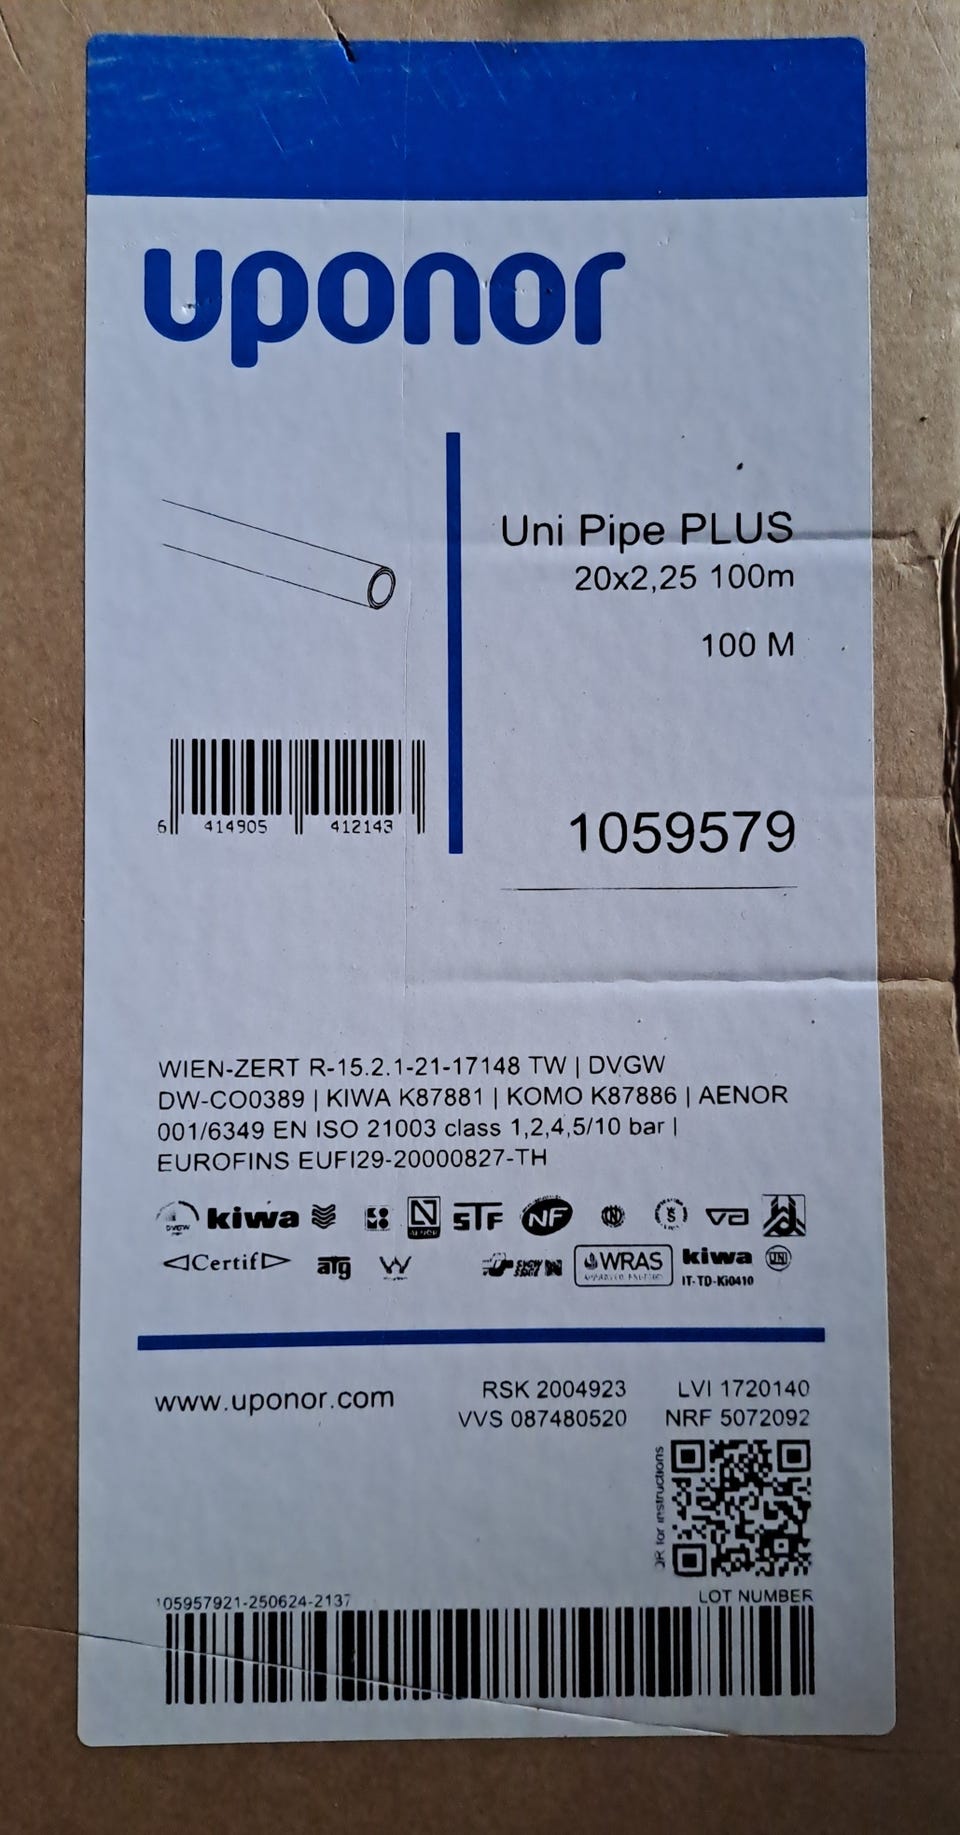 uponor
Uni Pipe PLUS
20x2,25 100m
100 M
6 414905 412143
1059579
WIEN-ZERT R-15.2.1-21-17148 TW | DVGW
DW-CO0389 | KIWA K87881 | KOMO K87886 | AENOR
001/6349 EN ISO 21003 class 1,2,4,5/10 bar |
EUROFINS EUFI29-20000827-TH
DVGW kiwa N STF NF S va
Certif atg W WRAS kiwa UNI
IT-TD-Ki0410
www.uponor.com
RSK 2004923 LVI 1720140
VVS 087480520 NRF 5072092
QR for instructions
105957921-250624-2137 LOT NUMBER